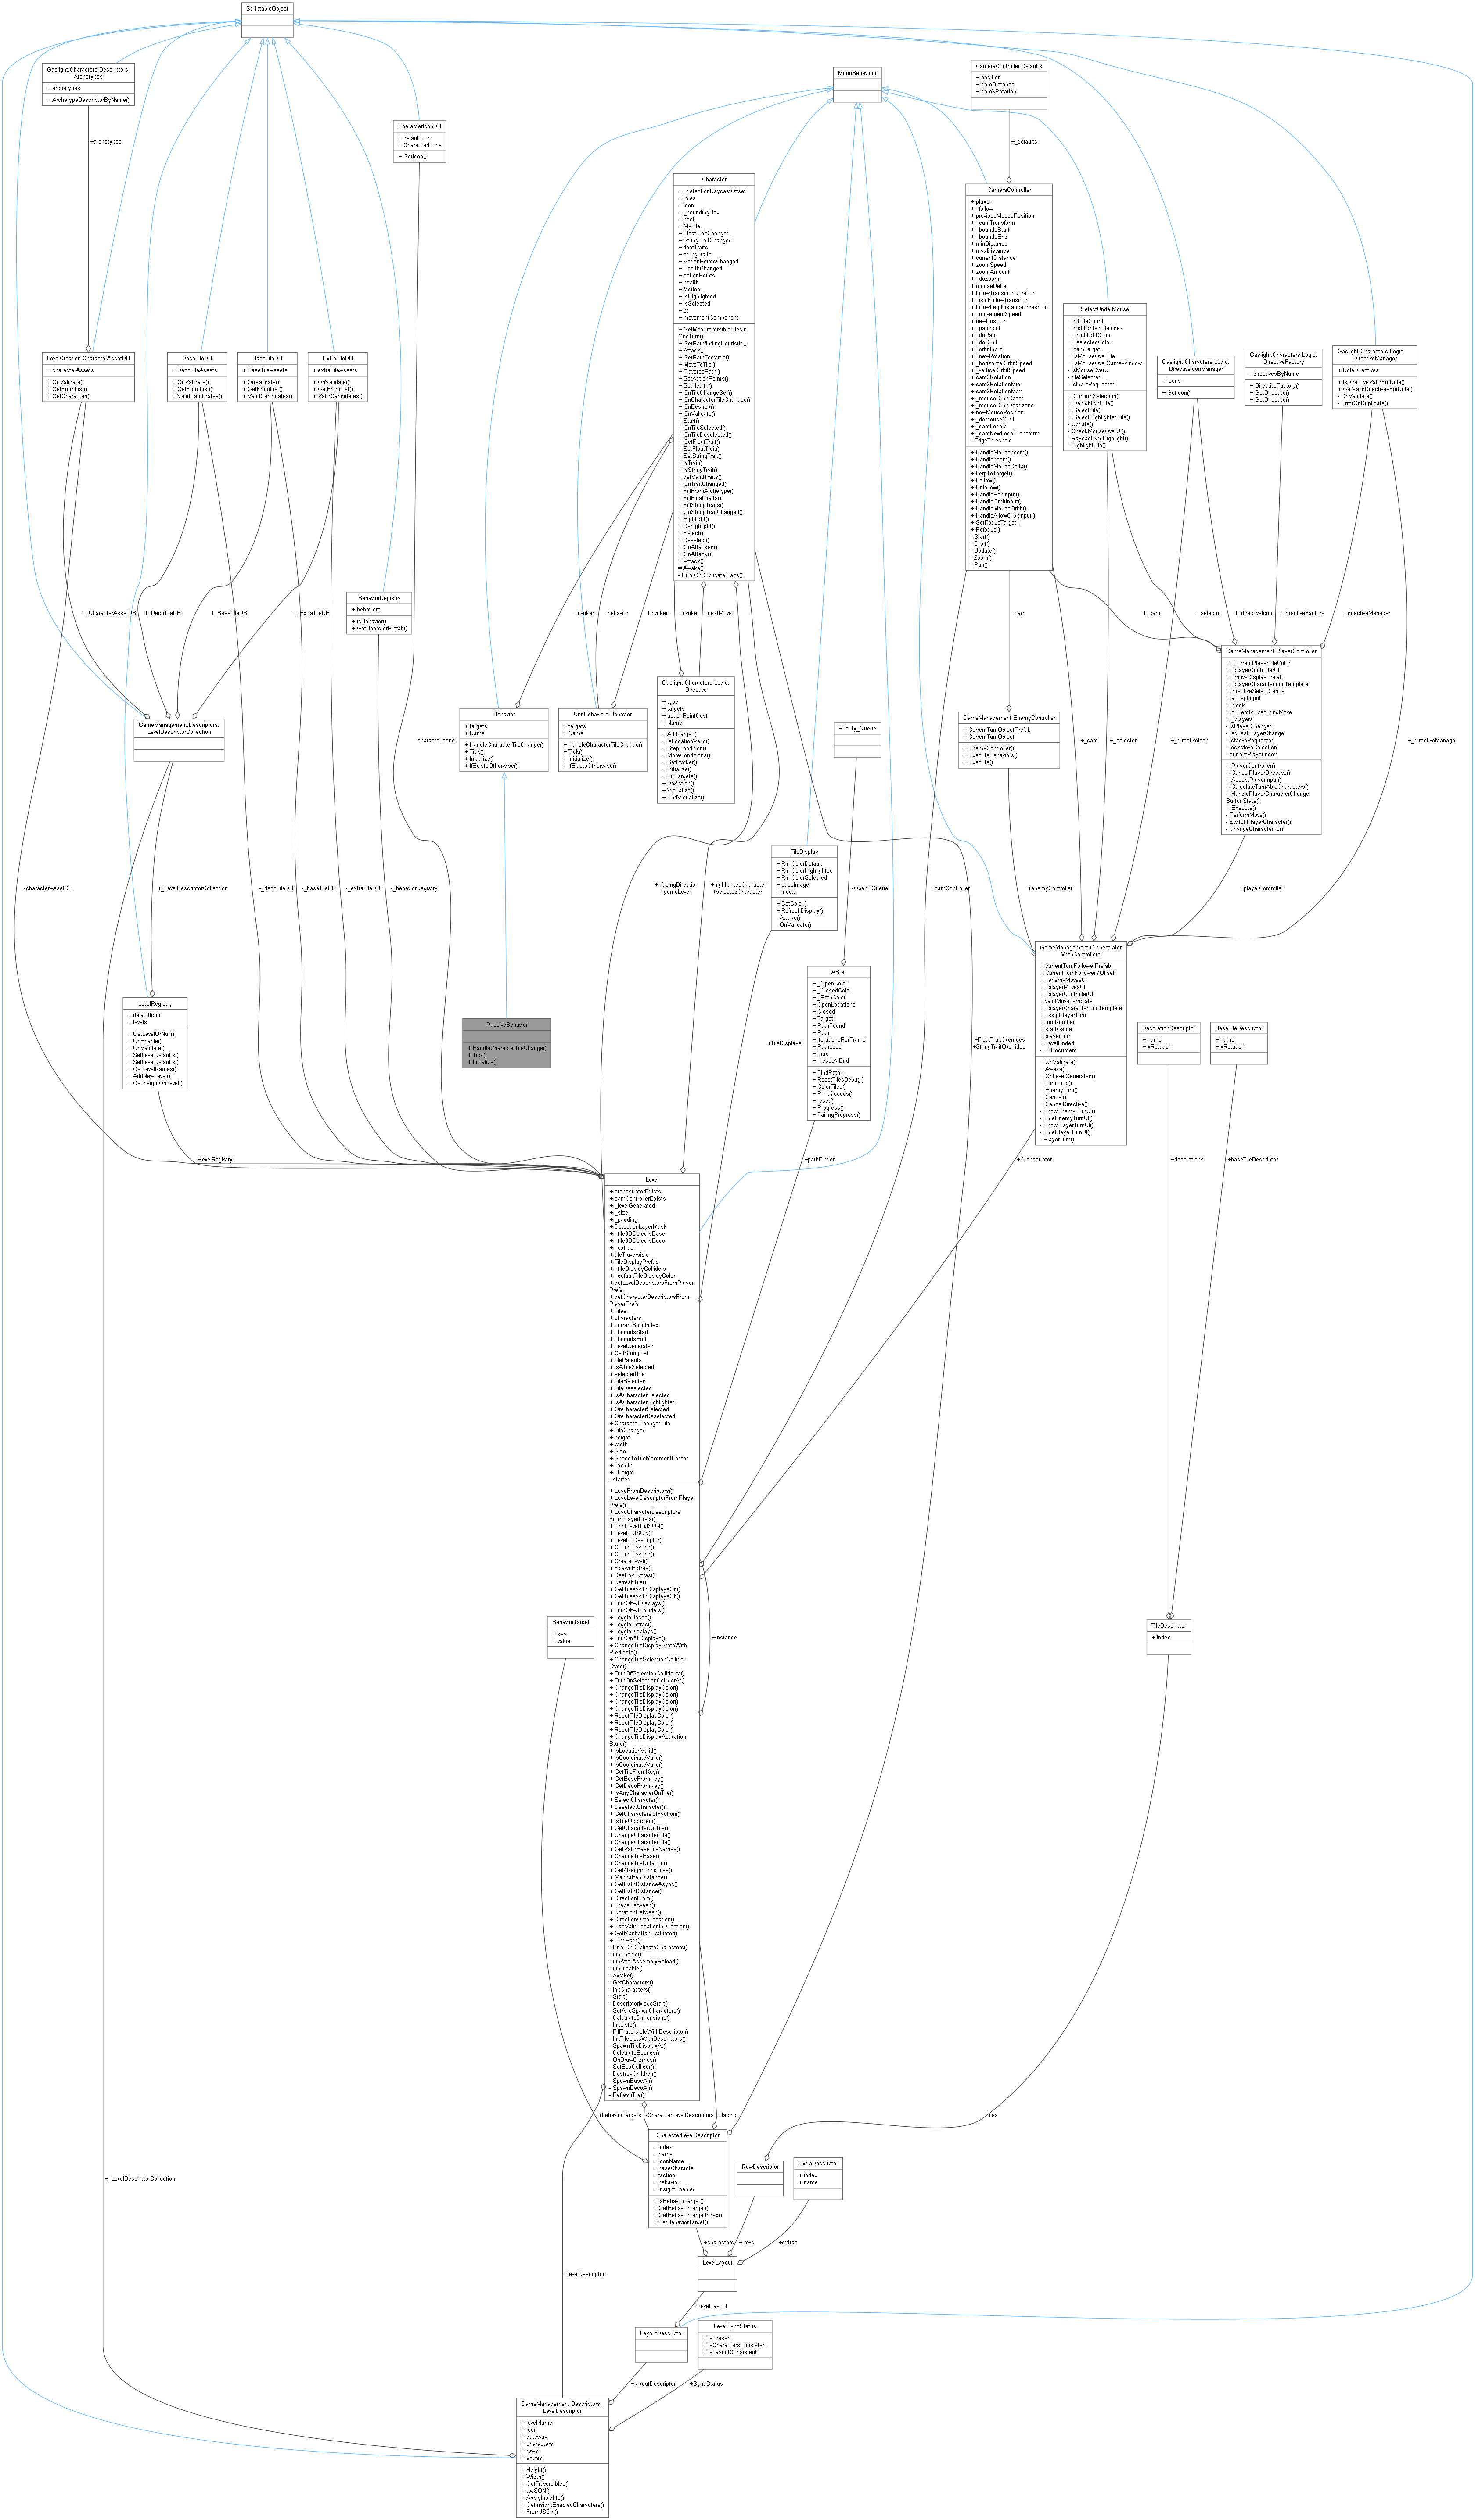 ScriptableObject
Gaslight.Characters.Descriptors.
Archetypes
+ archetypes
+ ArchetypeDescriptorByName()
MonoBehaviour
CameraController.Defaults
+ position
+ camDistance
+ camXRotation
CharacterIconDB
+ defaultIcon
+ CharacterIcons
+ GetIcon()
+archetypes
+_defaults
Character
+ _detectionRaycastOffset
+ roles
+ icon
+ _boundingBox
+ bool
+ MyTile
+ FloatTraitChanged
+ StringTraitChanged
+ floatTraits
+ stringTraits
+ ActionPointsChanged
+ HealthChanged
+ actionPoints
+ health
+ faction
+ isHighlighted
+ isSelected
+ bt
+ movementComponent
+ GetMaxTraversibleTilesIn
OneTurn()
+ GetPathfindingHeuristic()
+ Attack()
+ GetPathTowards()
+ MoveToTile()
+ TraversePath()
+ SetActionPoints()
+ SetHealth()
+ OnTileChangeSelf()
+ OnCharacterTileChanged()
+ OnDestroy()
+ OnValidate()
+ Start()
+ OnTileSelected()
+ OnTileDeselected()
+ GetFloatTrait()
+ SetFloatTrait()
+ SetStringTrait()
+ isTrait()
+ isStringTrait()
+ getValidTraits()
+ OnTraitChanged()
+ FillFromArchetype()
+ FillFloatTraits()
+ FillStringTraits()
+ OnStringTraitChanged()
+ Highlight()
+ Dehighlight()
+ Select()
+ Deselect()
+ OnAttacked()
+ OnAttack()
+ Attack()
# Awake()
- ErrorOnDuplicateTraits()
CameraController
+ player
+ _follow
+ previousMousePosition
+ _camTransform
+ _boundsStart
+ _boundsEnd
+ minDistance
+ maxDistance
+ currentDistance
+ zoomSpeed
+ zoomAmount
+ _doZoom
+ mouseDelta
+ followTransitionDuration
+ _isInFollowTransition
+ followLerpDistanceThreshold
+ _movementSpeed
+ newPosition
+ _panInput
+ _doPan
+ _doOrbit
+ _orbitInput
+ _newRotation
+ _horizontalOrbitSpeed
+ _verticalOrbitSpeed
+ camXRotation
+ camXRotationMin
+ camXRotationMax
+ _mouseOrbitSpeed
+ _mouseOrbitDeadzone
+ newMousePosition
+ _doMouseOrbit
+ _camLocalZ
+ _camNewLocalTransform
- EdgeThreshold
+ HandleMouseZoom()
+ HandleZoom()
+ HandleMouseDelta()
+ LerpToTarget()
+ Follow()
+ Unfollow()
+ HandlePanInput()
+ HandleOrbitInput()
+ HandleMouseOrbit()
+ HandleAllowOrbitInput()
+ SetFocusTarget()
+ Refocus()
- Start()
- Orbit()
- Update()
- Zoom()
- Pan()
SelectUnderMouse
+ hitTileCoord
+ highlightedTileIndex
+ _highlightColor
+ _selectedColor
+ camTarget
+ isMouseOverTile
+ IsMouseOverGameWindow
- isMouseOverUI
- tileSelected
- isInputRequested
+ ConfirmSelection()
+ DehighlightTile()
+ SelectTile()
+ SelectHighlightedTile()
- Update()
- CheckMouseOverUI()
- RaycastAndHighlight()
- HighlightTile()
Gaslight.Characters.Logic.
DirectiveIconManager
+ icons
+ GetIcon()
Gaslight.Characters.Logic.
DirectiveFactory
- directivesByName
+ DirectiveFactory()
+ GetDirective()
+ GetDirective()
Gaslight.Characters.Logic.
DirectiveManager
+ RoleDirectives
+ IsDirectiveValidForRole()
+ GetValidDirectivesForRole()
- OnValidate()
- ErrorOnDuplicate()
LevelCreation.CharacterAssetDB
+ characterAssets
+ OnValidate()
+ GetFromList()
+ GetCharacter()
DecoTileDB
+ DecoTileAssets
+ OnValidate()
+ GetFromList()
+ ValidCandidates()
BaseTileDB
+ BaseTileAssets
+ OnValidate()
+ GetFromList()
+ ValidCandidates()
ExtraTileDB
+ extraTileAssets
+ OnValidate()
+ GetFromList()
+ ValidCandidates()
BehaviorRegistry
+ behaviors
+ isBehavior()
+ GetBehaviorPrefab()
+_CharacterAssetDB
+_DecoTileDB
+_BaseTileDB
+_ExtraTileDB
+Invoker
+behavior
+Invoker
+Invoker
+nextMove
+cam
+_cam
+_selector
+_directiveIcon
+_directiveFactory
+_directiveManager
GameManagement.Descriptors.
LevelDescriptorCollection
-characterIcons
Behavior
+ targets
+ Name
+ HandleCharacterTileChange()
+ Tick()
+ Initialize()
+ IfExistsOtherwise()
UnitBehaviors.Behavior
+ targets
+ Name
+ HandleCharacterTileChange()
+ Tick()
+ Initialize()
+ IfExistsOtherwise()
Gaslight.Characters.Logic.
Directive
+ type
+ targets
+ actionPointCost
+ Name
+ AddTarget()
+ IsLocationValid()
+ StepCondition()
+ MoreConditions()
+ SetInvoker()
+ Initialize()
+ FillTargets()
+ DoAction()
+ Visualize()
+ EndVisualize()
Priority_Queue
GameManagement.EnemyController
+ CurrentTurnObjectPrefab
+ CurrentTurnObject
+ EnemyController()
+ ExecuteBehaviors()
+ Execute()
+_cam
+_selector
+_directiveIcon
+_directiveManager
GameManagement.PlayerController
+ _currentPlayerTileColor
+ _playerControllerUI
+ _moveDisplayPrefab
+ _playerCharacterIconTemplate
+ directiveSelectCancel
+ acceptInput
+ block
+ currentlyExecutingMove
+ _players
- isPlayerChanged
- requestPlayerChange
- isMoveRequested
- lockMoveSelection
- currentPlayerIndex
+ PlayerController()
+ CancelPlayerDirective()
+ AcceptPlayerInput()
+ CalculateTurnAbleCharacters()
+ HandlePlayerCharacterChange
ButtonState()
+ Execute()
- PerformMove()
- SwitchPlayerCharacter()
- ChangeCharacterTo()
-characterAssetDB
+_LevelDescriptorCollection
-_decoTileDB
-_baseTileDB
-_extraTileDB
-_behaviorRegistry
+_facingDirection
+gameLevel
+highlightedCharacter
+selectedCharacter
TileDisplay
+ RimColorDefault
+ RimColorHighlighted
+ RimColorSelected
+ baseImage
+ index
+ SetColor()
+ RefreshDisplay()
- Awake()
- OnValidate()
-OpenPQueue
+camController
+enemyController
+playerController
LevelRegistry
+ defaultIcon
+ levels
+ GetLevelOrNull()
+ OnEnable()
+ OnValidate()
+ SetLevelDefaults()
+ SetLevelDefaults()
+ GetLevelNames()
+ AddNewLevel()
+ GetInsightOnLevel()
PassiveBehavior
+ HandleCharacterTileChange()
+ Tick()
+ Initialize()
+TileDisplays
AStar
+ _OpenColor
+ _ClosedColor
+ _PathColor
+ OpenLocations
+ Closed
+ Target
+ PathFound
+ Path
+ IterationsPerFrame
+ PathLocs
+ max
+ _resetAtEnd
+ FindPath()
+ ResetTilesDebug()
+ ColorTiles()
+ PrintQueues()
+ reset()
+ Progress()
+ FailingProgress()
+FloatTraitOverrides
+StringTraitOverrides
GameManagement.Orchestrator
WithControllers
+ currentTurnFollowerPrefab
+ CurrentTurnFollowerYOffset
+ _enemyMovesUI
+ _playerMovesUI
+ _playerControllerUI
+ validMoveTemplate
+ _playerCharacterIconTemplate
+ _skipPlayerTurn
+ turnNumber
+ startGame
+ playerTurn
+ LevelEnded
- _uiDocument
+ OnValidate()
+ Awake()
+ OnLevelGenerated()
+ TurnLoop()
+ EnemyTurn()
+ Cancel()
+ CancelDirective()
- ShowEnemyTurnUI()
- HideEnemyTurnUI()
- ShowPlayerTurnUI()
- HidePlayerTurnUI()
- PlayerTurn()
DecorationDescriptor
+ name
+ yRotation
BaseTileDescriptor
+ name
+ yRotation
+levelRegistry
+pathFinder
+Orchestrator
+decorations
+baseTileDescriptor
Level
+ orchestratorExists
+ camControllerExists
+ _levelGenerated
+ _size
+ _padding
+ DetectionLayerMask
+ _tile3DObjectsBase
+ _tile3DObjectsDeco
+ _extras
+ tileTraversible
+ TileDisplayPrefab
+ _tileDisplayColliders
+ _defaultTileDisplayColor
+ getLevelDescriptorsFromPlayer
Prefs
+ getCharacterDescriptorsFrom
PlayerPrefs
+ Tiles
+ characters
+ currentBuildIndex
+ _boundsStart
+ _boundsEnd
+ LevelGenerated
+ CellStringList
+ tileParents
+ isATileSelected
+ selectedTile
+ TileSelected
+ TileDeselected
+ isACharacterSelected
+ isACharacterHighlighted
+ OnCharacterSelected
+ OnCharacterDeselected
+ CharacterChangedTile
+ TileChanged
+ height
+ width
+ Size
+ SpeedToTileMovementFactor
+ LWidth
+ LHeight
- started
+ LoadFromDescriptors()
+ LoadLevelDescriptorFromPlayer
Prefs()
+ LoadCharacterDescriptors
FromPlayerPrefs()
+ PrintLevelToJSON()
+ LevelToJSON()
+ LevelToDescriptor()
+ CoordToWorld()
+ CoordToWorld()
+ CreateLevel()
+ SpawnExtras()
+ DestroyExtras()
+ RefreshTile()
+ GetTilesWithDisplaysOn()
+ GetTilesWithDisplaysOff()
+ TurnOffAllDisplays()
+ TurnOffAllColliders()
+ ToggleBases()
+ ToggleExtras()
+ ToggleDisplays()
+ TurnOnAllDisplays()
+ ChangeTileDisplayStateWith
Predicate()
+ ChangeTileSelectionCollider
State()
+ TurnOffSelectionColliderAt()
+ TurnOnSelectionColliderAt()
+ ChangeTileDisplayColor()
+ ChangeTileDisplayColor()
+ ChangeTileDisplayColor()
+ ChangeTileDisplayColor()
+ ResetTileDisplayColor()
+ ResetTileDisplayColor()
+ ResetTileDisplayColor()
+ ChangeTileDisplayActivation
State()
+ isLocationValid()
+ isCoordinateValid()
+ isCoordinateValid()
+ GetTileFromKey()
+ GetBaseFromKey()
+ GetDecoFromKey()
+ isAnyCharacterOnTile()
+ SelectCharacter()
+ DeselectCharacter()
+ GetCharactersOfFaction()
+ IsTileOccupied()
+ GetCharacterOnTile()
+ ChangeCharacterTile()
+ ChangeCharacterTile()
+ GetValidBaseTileNames()
+ ChangeTileBase()
+ ChangeTileRotation()
+ Get4NeighboringTiles()
+ ManhattanDistance()
+ GetPathDistanceAsync()
+ GetPathDistance()
+ DirectionFrom()
+ StepsBetween()
+ RotationBetween()
+ DirectionOntoLocation()
+ HasValidLocationInDirection()
+ GetManhattanEvaluator()
+ FindPath()
- ErrorOnDuplicateCharacters()
- OnEnable()
- OnAfterAssemblyReload()
- OnDisable()
- Awake()
- GetCharacters()
- InitCharacters()
- Start()
- DescriptorModeStart()
- SetAndSpawnCharacters()
- CalculateDimensions()
- InitLists()
- FillTraversibleWithDescriptor()
- InitTileListsWithDescriptors()
- SpawnTileDisplayAt()
- CalculateBounds()
- OnDrawGizmos()
- SetBoxCollider()
- DestroyChildren()
- SpawnBaseAt()
- SpawnDecoAt()
- RefreshTile()
+instance
BehaviorTarget
+ key
+ value
TileDescriptor
+ index
+behaviorTargets
-CharacterLevelDescriptors
+facing
+tiles
CharacterLevelDescriptor
+ index
+ name
+ iconName
+ baseCharacter
+ faction
+ behavior
+ insightEnabled
+ isBehaviorTarget()
+ GetBehaviorTarget()
+ GetBehaviorTargetIndex()
+ SetBehaviorTarget()
RowDescriptor
ExtraDescriptor
+ index
+ name
+_LevelDescriptorCollection
+characters
+rows
+extras
LevelLayout
+levelDescriptor
+levelLayout
LayoutDescriptor
LevelSyncStatus
+ isPresent
+ isCharactersConsistent
+ isLayoutConsistent
+layoutDescriptor
+SyncStatus
GameManagement.Descriptors.
LevelDescriptor
+ levelName
+ icon
+ gateway
+ characters
+ rows
+ extras
+ Height()
+ Width()
+ GetTraversibles()
+ toJSON()
+ ApplyInsights()
+ GetInsightEnabledCharacters()
+ FromJSON()